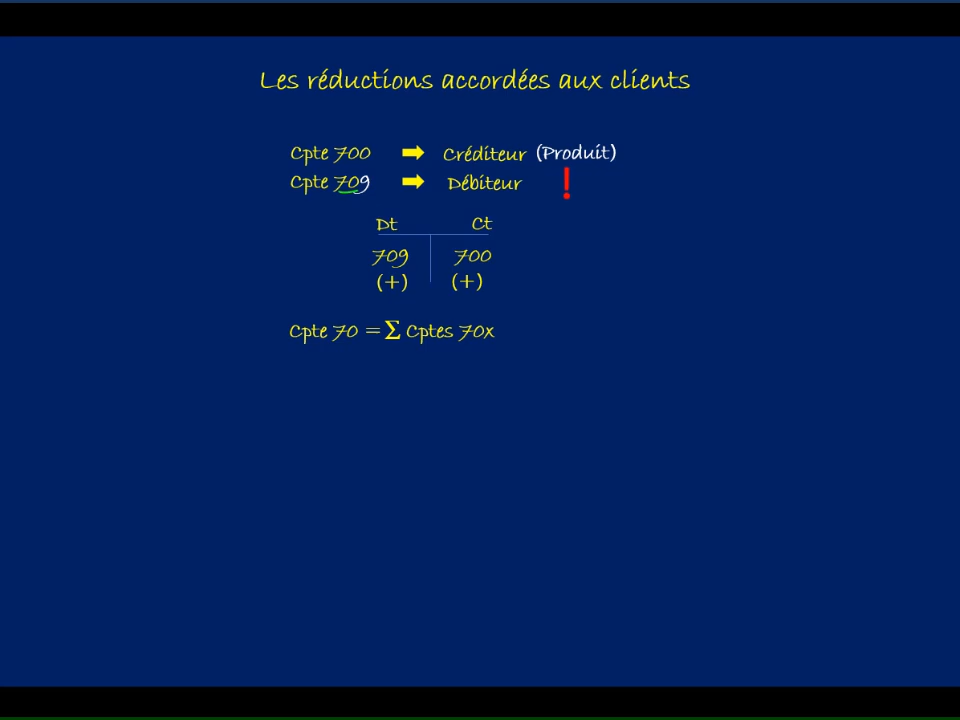 Les réductions accordées aux clients
Cpte 700 ➡ Créditeur (Produit)
Cpte 709 ➡ Débiteur ❗
Dt Ct
709 700
(+) (+)
Cpte 70 = Σ Cptes 70x